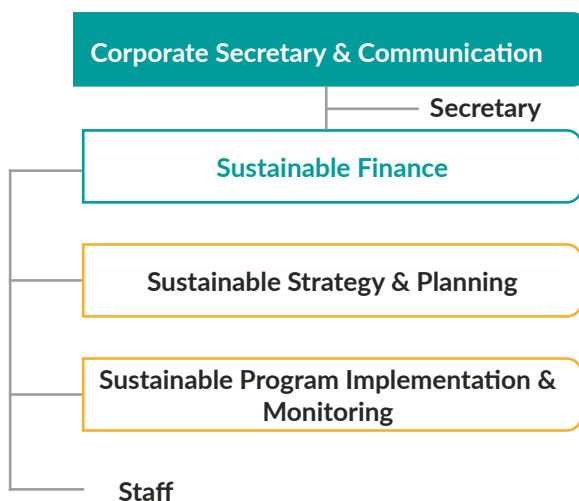 Corporate Secretary & Communication
Secretary
Sustainable Finance
Sustainable Strategy & Planning
Sustainable Program Implementation &
Monitoring
Staff